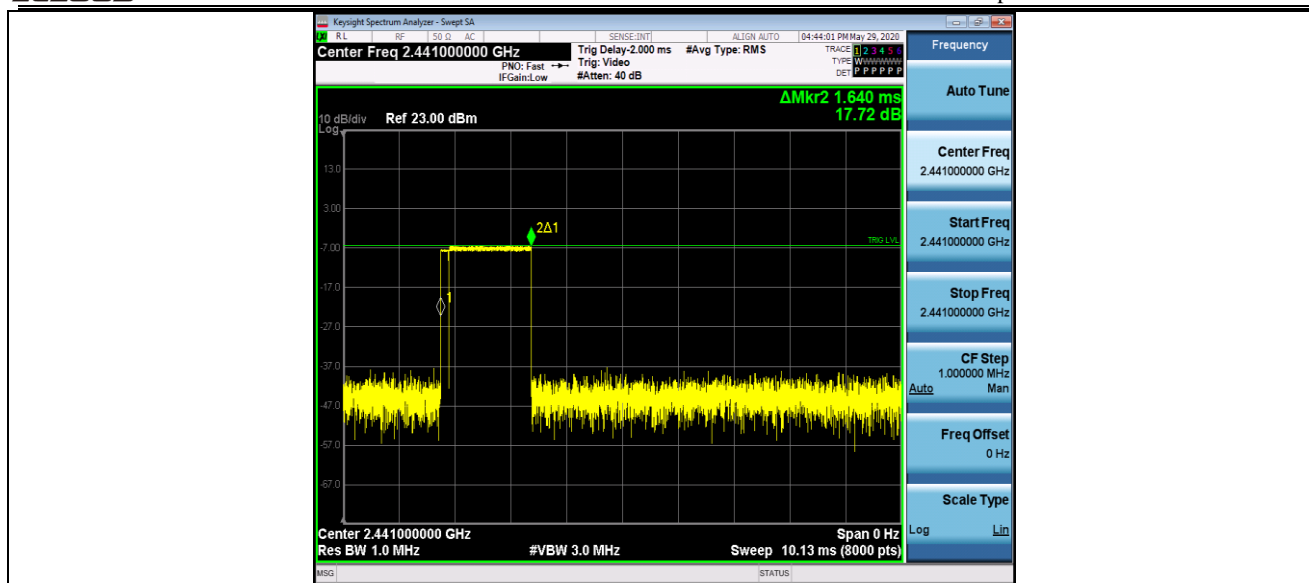 Keysight Spectrum Analyzer - Swept SA
RL RF 50 Ω AC SENSE:INT ALIGN AUTO 04:44:01 PM May 29, 2020
Center Freq 2.441000000 GHz
PNO: Fast
IFGain:Low
Trig Delay-2.000 ms
Trig: Video
#Atten: 40 dB
#Avg Type: RMS
TRACE 1 2 3 4 5 6
TYPE WWWWWW
DET P P P P P P
ΔMkr2 1.640 ms
17.72 dB
10 dB/div Ref 23.00 dBm
Log
13.0
3.00
2Δ1
-7.00 TRIG LVL
-17.0
1
-27.0
-37.0
-47.0
-57.0
-67.0
Center 2.441000000 GHz Span 0 Hz
Res BW 1.0 MHz #VBW 3.0 MHz Sweep 10.13 ms (8000 pts)
MSG STATUS
Frequency
Auto Tune
Center Freq
2.441000000 GHz
Start Freq
2.441000000 GHz
Stop Freq
2.441000000 GHz
CF Step
1.000000 MHz
Auto Man
Freq Offset
0 Hz
Scale Type
Log Lin